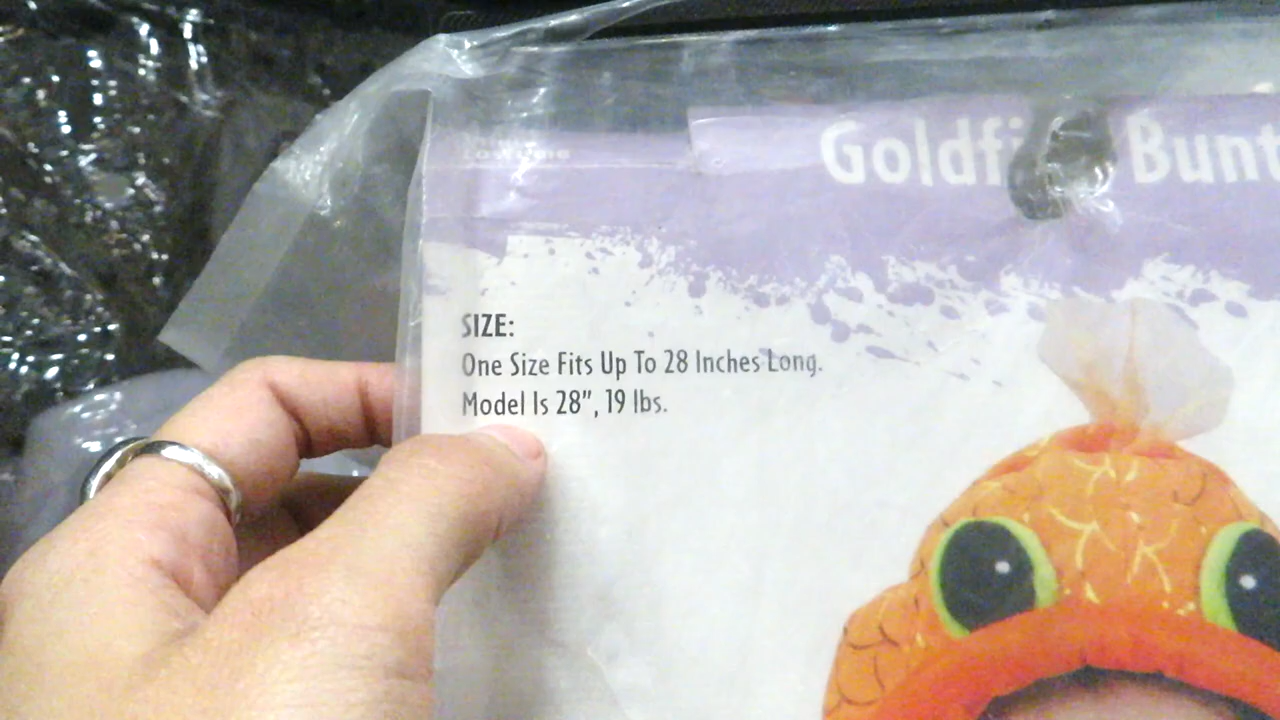 Goldfi Bunt
SIZE:
One Size Fits Up To 28 Inches Long.
Model Is 28", 19 lbs.